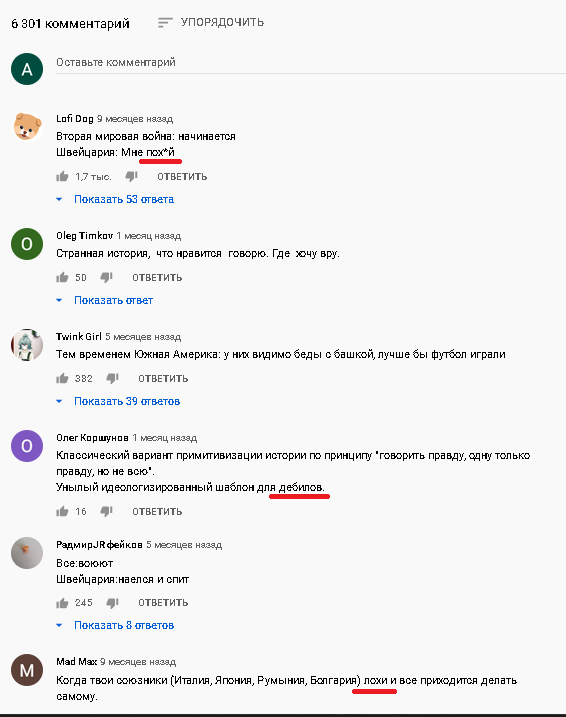 6 301 комментарий УПОРЯДОЧИТЬ
A Оставьте комментарий
Lofi Dog 9 месяцев назад
Вторая мировая война: начинается
Швейцария: Мне пох*й
1,7 тыс. ОТВЕТИТЬ
Показать 53 ответа
O Oleg Timkov 1 месяц назад
Странная история, что нравится говорю. Где хочу вру.
50 ОТВЕТИТЬ
Показать ответ
Twink Girl 5 месяцев назад
Тем временем Южная Америка: у них видимо беды с башкой, лучше бы футбол играли
382 ОТВЕТИТЬ
Показать 39 ответов
О Олег Коршунов 1 месяц назад
Классический вариант примитивизации истории по принципу "говорить правду, одну только
правду, но не всю".
Унылый идеологизированный шаблон для дебилов.
16 ОТВЕТИТЬ
РадмирJR фейков 5 месяцев назад
Все:воюют
Швейцария:наелся и спит
245 ОТВЕТИТЬ
Показать 8 ответов
M Mad Max 9 месяцев назад
Когда твои союзники (Италия, Япония, Румыния, Болгария) лохи и все приходится делать
самому.